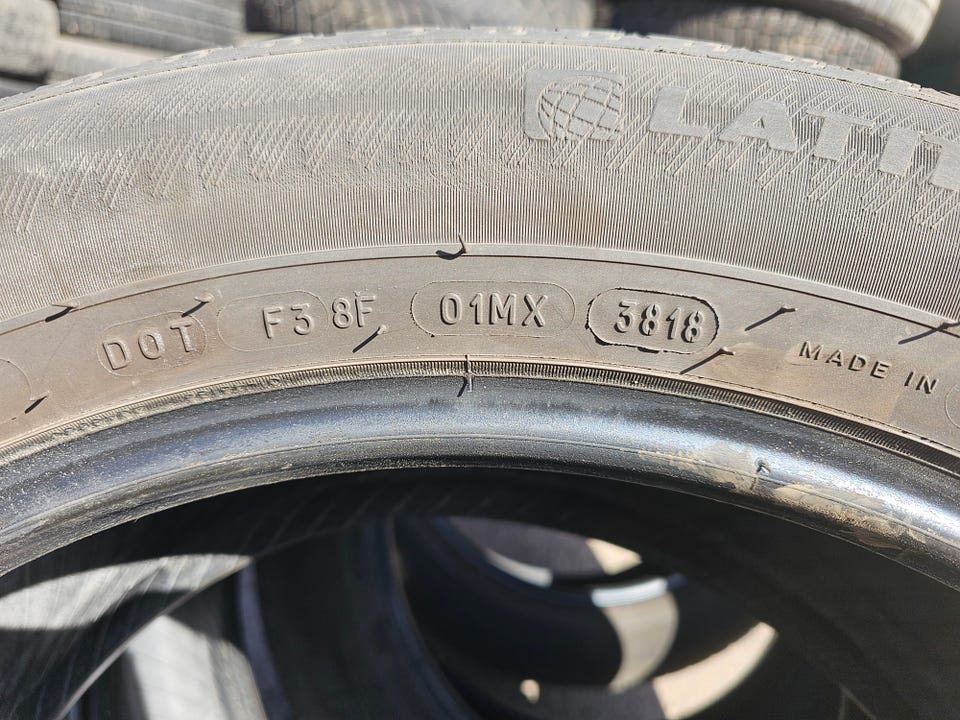 LATIT
DOT F3 8F 01MX 3818 MADE IN